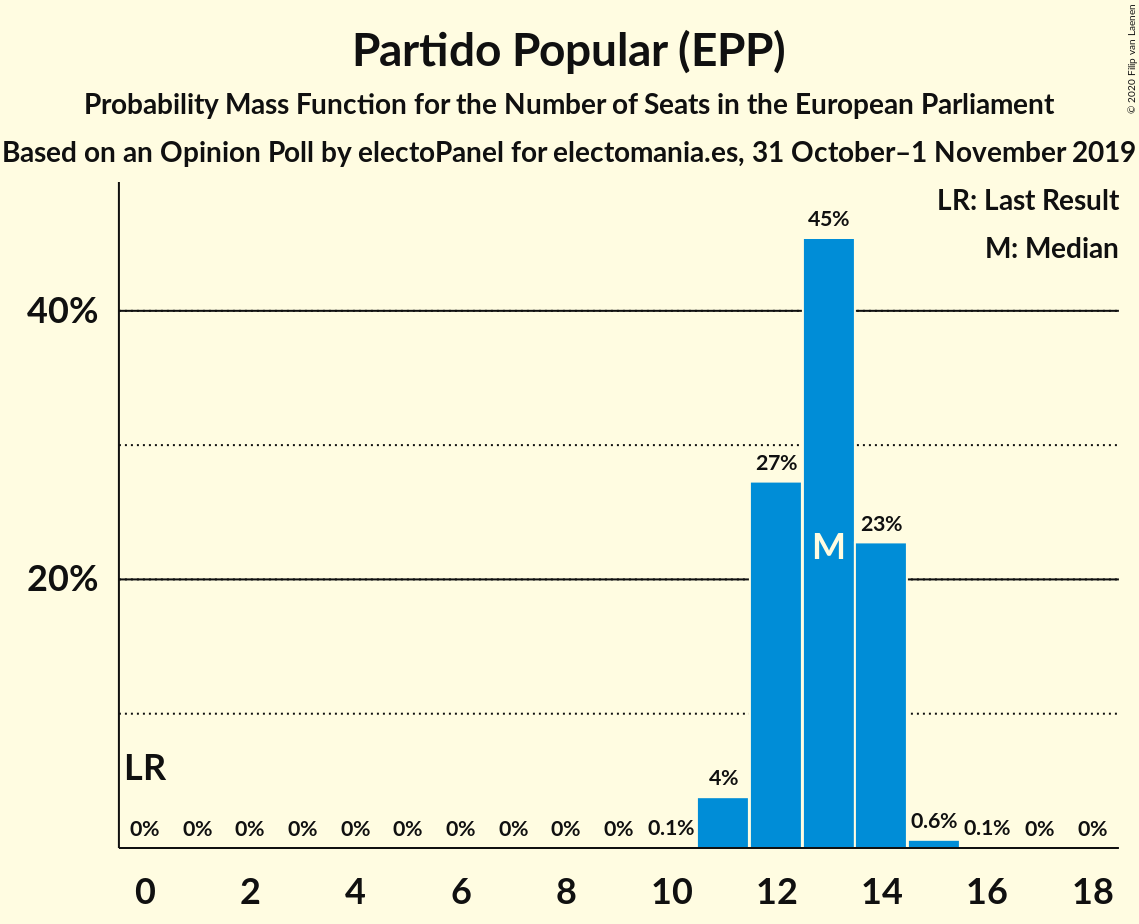 Partido Popular (EPP)
Probability Mass Function for the Number of Seats in the European Parliament
Based on an Opinion Poll by electoPanel for electomania.es, 31 October–1 November 2019
© 2020 Filip van Laenen
LR: Last Result
M: Median
40%
20%
45%
27%
23%
M
LR
4%
0% 0% 0% 0% 0% 0% 0% 0% 0% 0% 0.1% 0.6% 0.1% 0% 0%
0 2 4 6 8 10 12 14 16 18